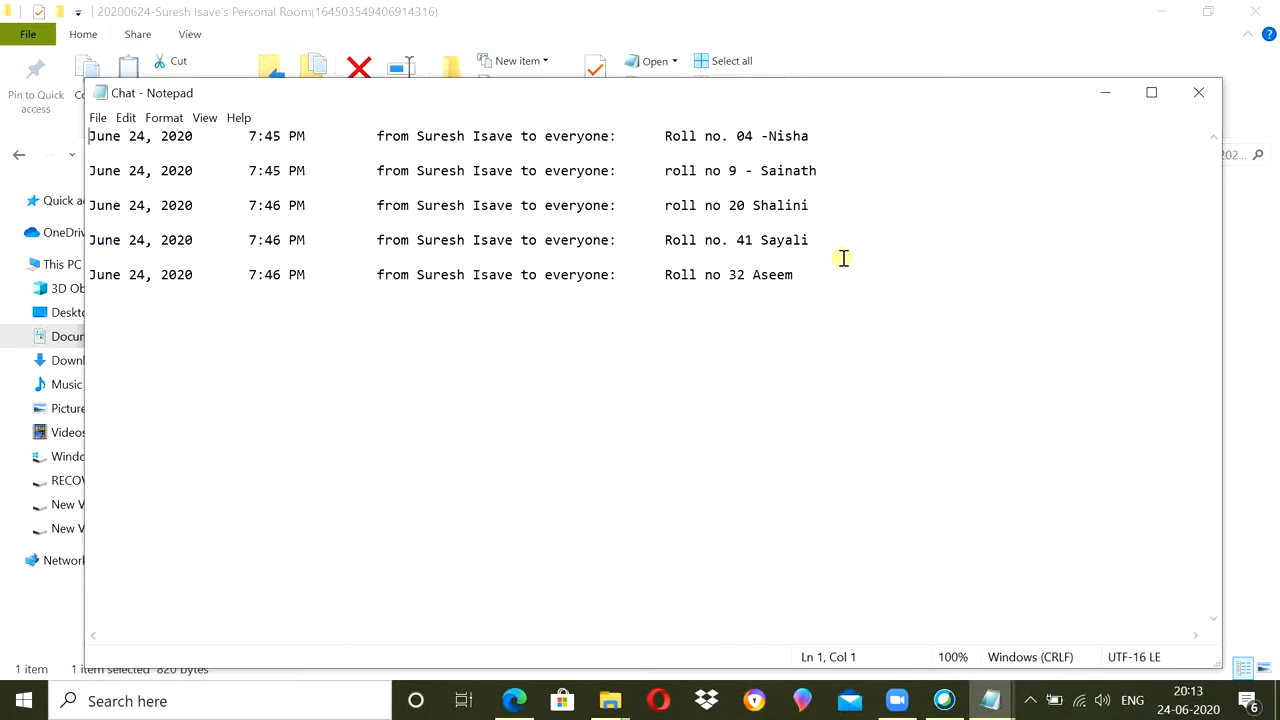 20200624-Suresh Isave's Personal Room(164503549406914316)
File Home Share View
Cut New item Open Select all
Pin to Quick access
Chat - Notepad
File Edit Format View Help
June 24, 2020 7:45 PM from Suresh Isave to everyone: Roll no. 04 -Nisha
June 24, 2020 7:45 PM from Suresh Isave to everyone: roll no 9 - Sainath
June 24, 2020 7:46 PM from Suresh Isave to everyone: roll no 20 Shalini
June 24, 2020 7:46 PM from Suresh Isave to everyone: Roll no. 41 Sayali
June 24, 2020 7:46 PM from Suresh Isave to everyone: Roll no 32 Aseem
202...
Quick a
OneDriv
This PC
3D Ob
Deskto
Docur
Downl
Music
Picture
Videos
Windo
RECOV
New V
New V
Network
Ln 1, Col 1 100% Windows (CRLF) UTF-16 LE
1 item 1 item selected 820 bytes
Search here
ENG
20:13
24-06-2020
6